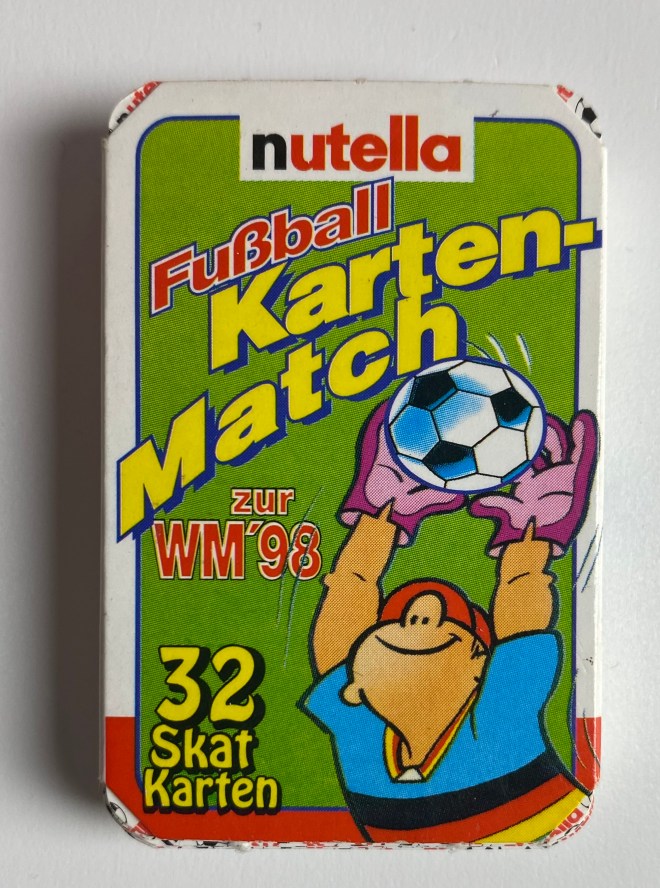 nutella
Fußball
Karten-
Match
zur
WM'98
32
Skat
Karten